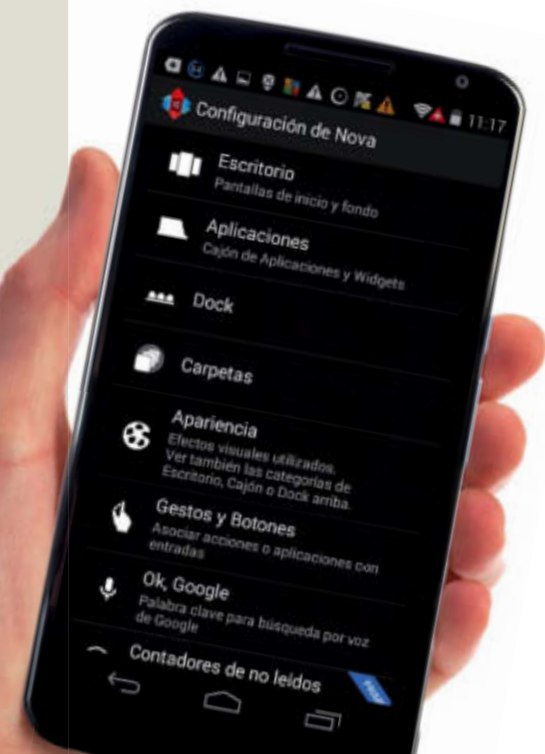 11:17
Configuración de Nova
Escritorio
Pantallas de inicio y fondo
Aplicaciones
Cajón de Aplicaciones y Widgets
Dock
Carpetas
Apariencia
Efectos visuales utilizados.
Ver también las categorías de
Escritorio, Cajón o Dock arriba.
Gestos y Botones
Asociar acciones o aplicaciones con
entradas
Ok, Google
Palabra clave para búsqueda por voz
de Google
Contadores de no leídos